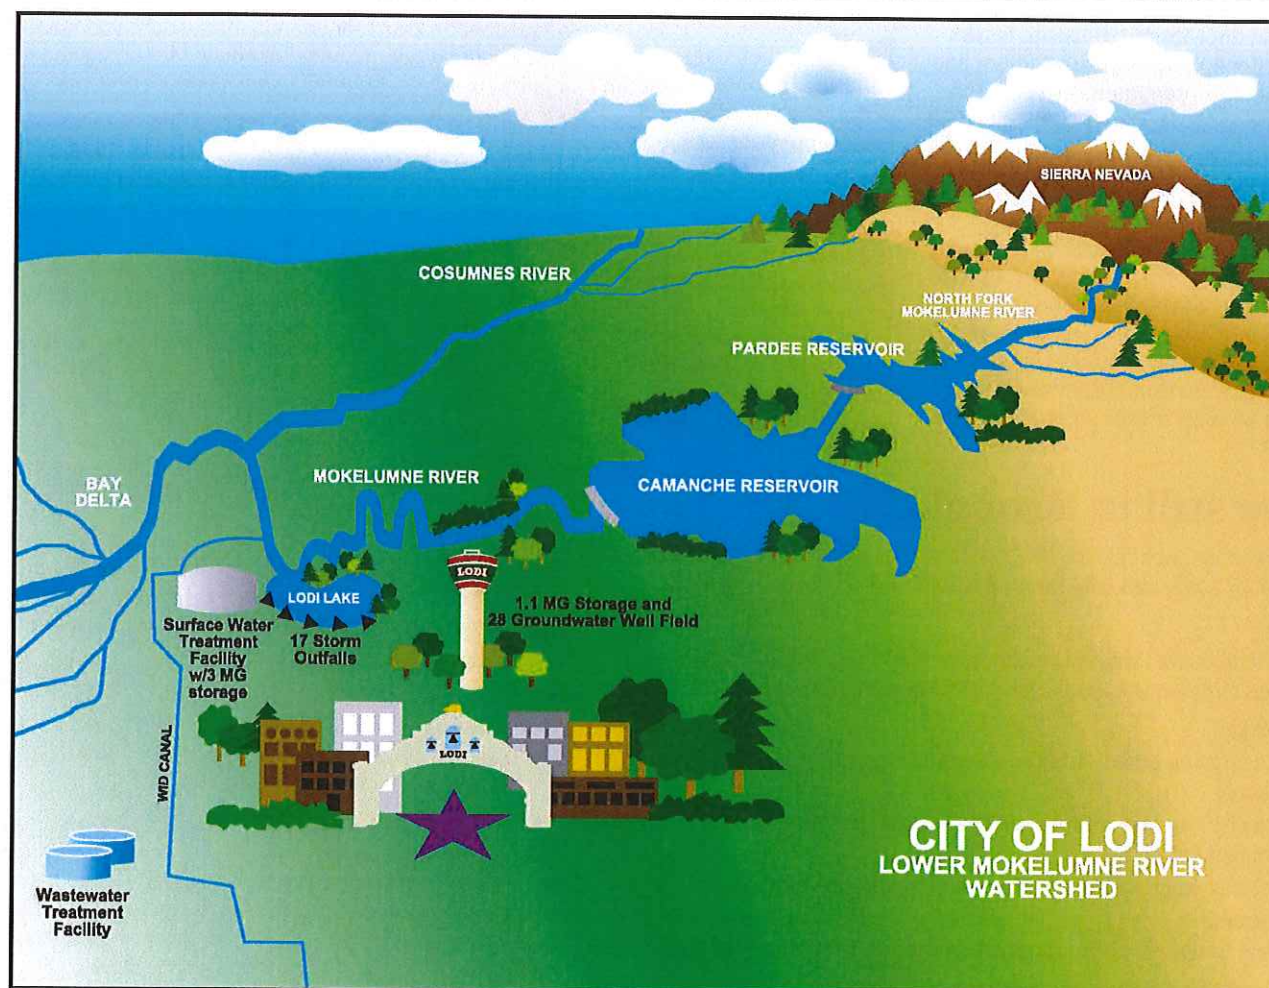 SIERRA NEVADA
COSUMNES RIVER
NORTH FORK
MOKELUMNE RIVER
PARDEE RESERVOIR
BAY
DELTA
MOKELUMNE RIVER
CAMANCHE RESERVOIR
LODI
LODI LAKE
1.1 MG Storage and
28 Groundwater Well Field
Surface Water
Treatment
Facility
w/3 MG
storage
17 Storm
Outfalls
WID CANAL
LODI
CITY OF LODI
LOWER MOKELUMNE RIVER
WATERSHED
Wastewater
Treatment
Facility